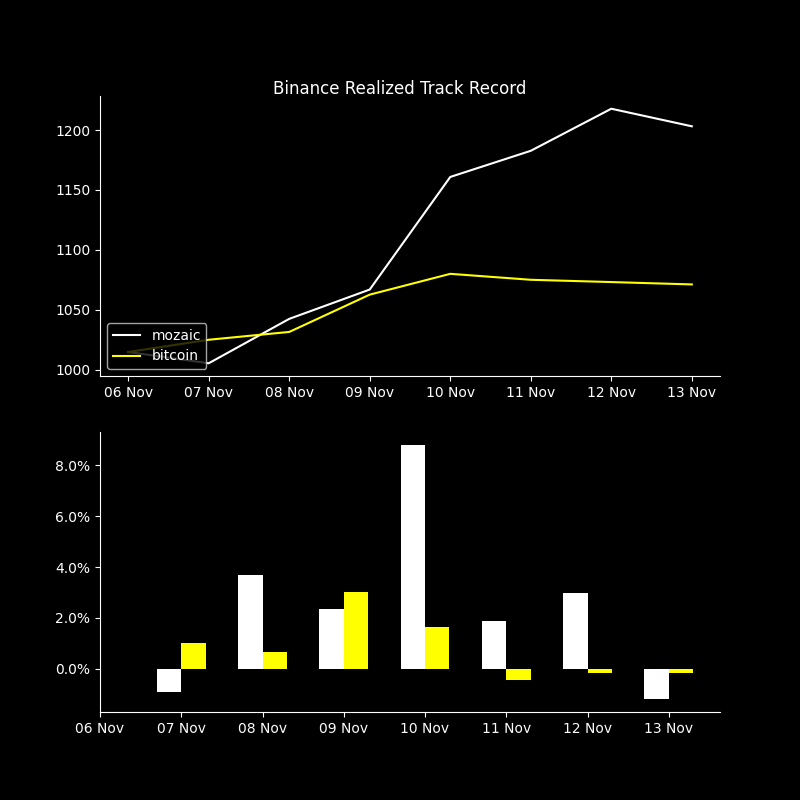 Binance Realized Track Record
1200
1150
1100
1050
1000
mozaic
bitcoin
06 Nov 07 Nov 08 Nov 09 Nov 10 Nov 11 Nov 12 Nov 13 Nov
8.0%
6.0%
4.0%
2.0%
0.0%
06 Nov 07 Nov 08 Nov 09 Nov 10 Nov 11 Nov 12 Nov 13 Nov